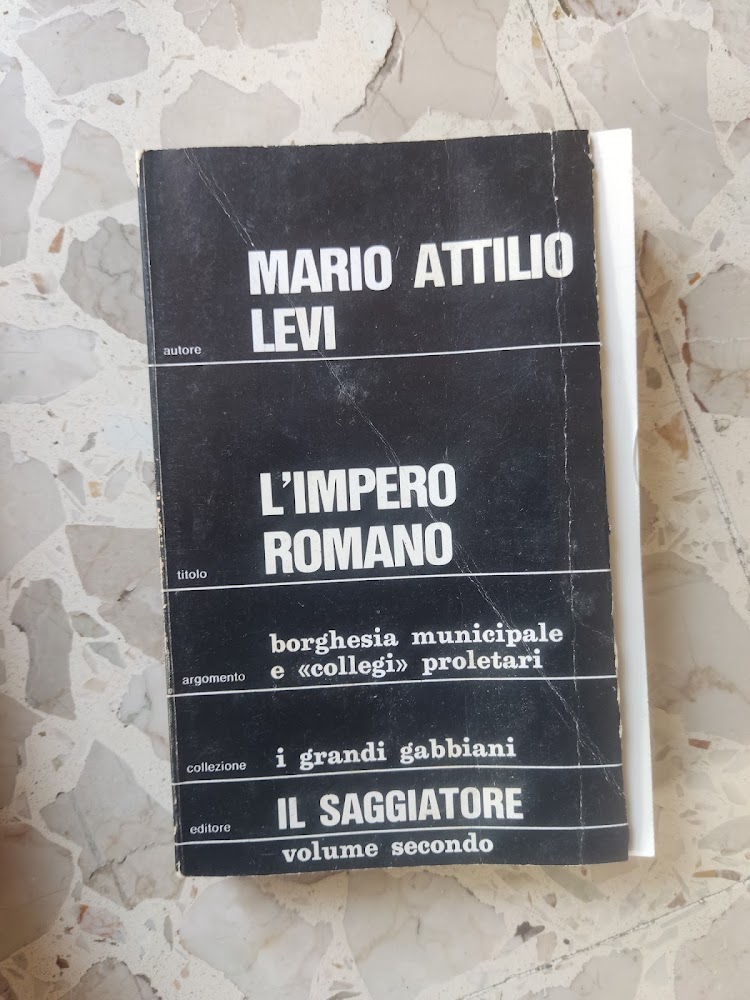 MARIO ATTILIO
autore LEVI
L'IMPERO
titolo ROMANO
borghesia municipale
argomento e «collegi» proletari
collezione i grandi gabbiani
editore IL SAGGIATORE
volume secondo